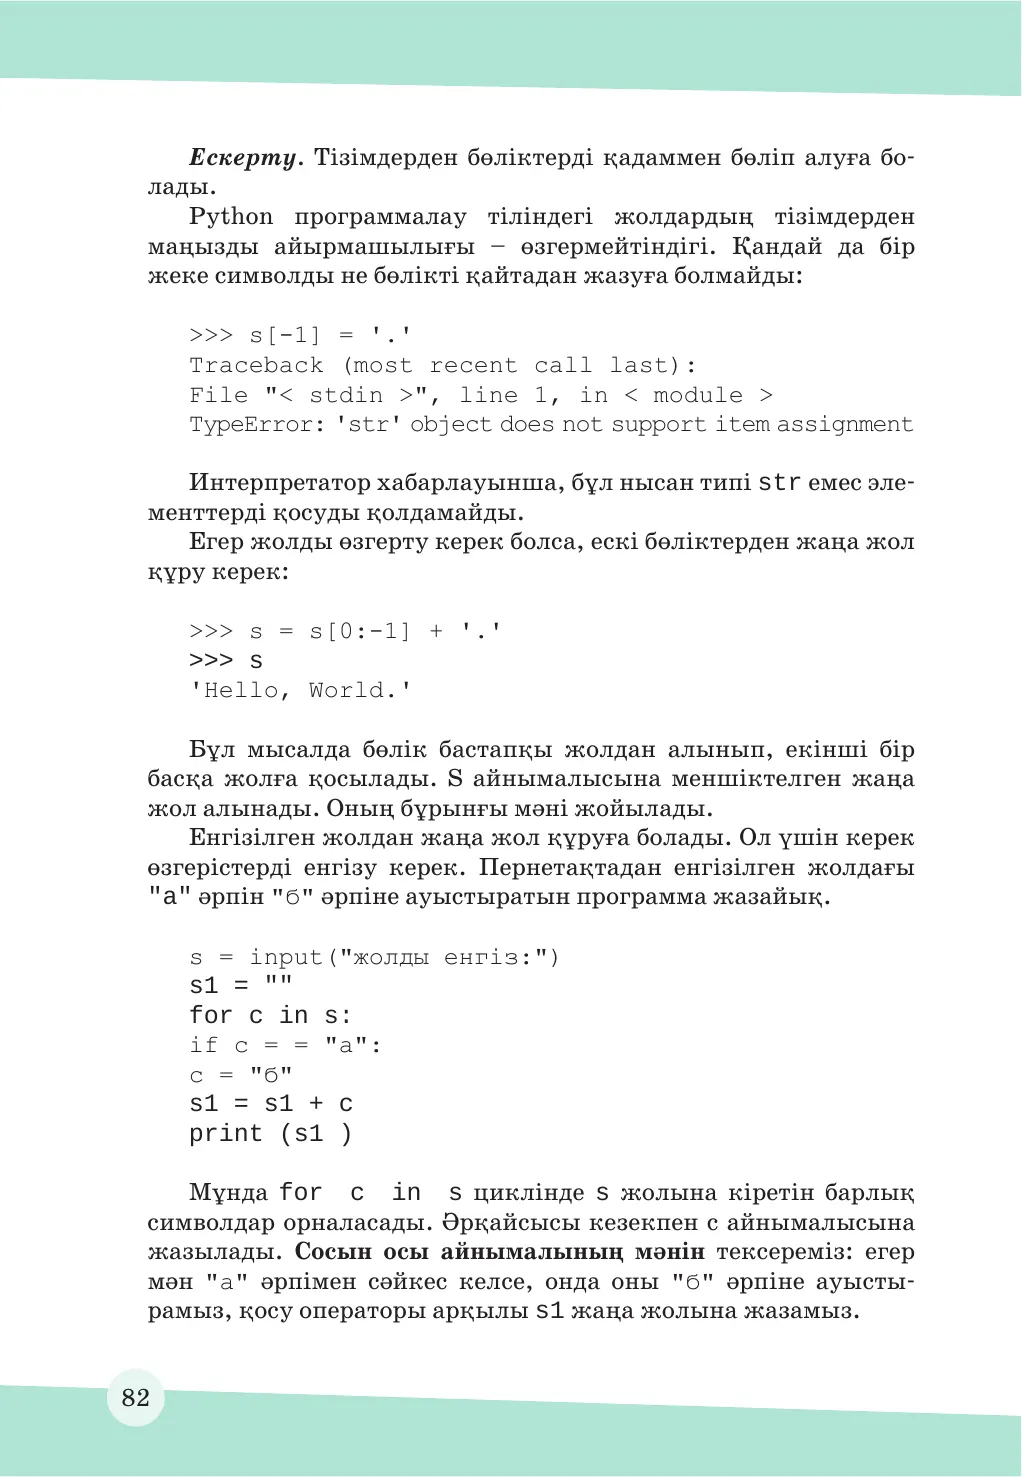 Ескерту. Тізімдерден бөліктерді қадаммен бөліп алуға бо-
лады.
Python программалау тіліндегі жолдардың тізімдерден
маңызды айырмашылығы – өзгермейтіндігі. Қандай да бір
жеке символды не бөлікті қайтадан жазуға болмайды:
>>> s[-1] = '.'
Traceback (most recent call last):
File "< stdin >", line 1, in < module >
TypeError: 'str' object does not support item assignment
Интерпретатор хабарлауынша, бұл нысан типі str емес эле-
менттерді қосуды қолдамайды.
Егер жолды өзгерту керек болса, ескі бөліктерден жаңа жол
құру керек:
>>> s = s[0:-1] + '.'
>>> s
'Hello, World.'
Бұл мысалда бөлік бастапқы жолдан алынып, екінші бір
басқа жолға қосылады. S айнымалысына меншіктелген жаңа
жол алынады. Оның бұрынғы мәні жойылады.
Енгізілген жолдан жаңа жол құруға болады. Ол үшін керек
өзгерістерді енгізу керек. Пернетақтадан енгізілген жолдағы
"а" әрпін "б" әрпіне ауыстыратын программа жазайық.
s = input("жолды енгіз:")
s1 = ""
for c in s:
if c = = "а":
c = "б"
s1 = s1 + c
print (s1 )
Мұнда for c in s циклінде s жолына кіретін барлық
символдар орналасады. Әрқайсысы кезекпен с айнымалысына
жазылады. Сосын осы айнымалының мәнін тексереміз: егер
мән "а" әрпімен сәйкес келсе, онда оны "б" әрпіне ауысты-
рамыз, қосу операторы арқылы s1 жаңа жолына жазамыз.
82